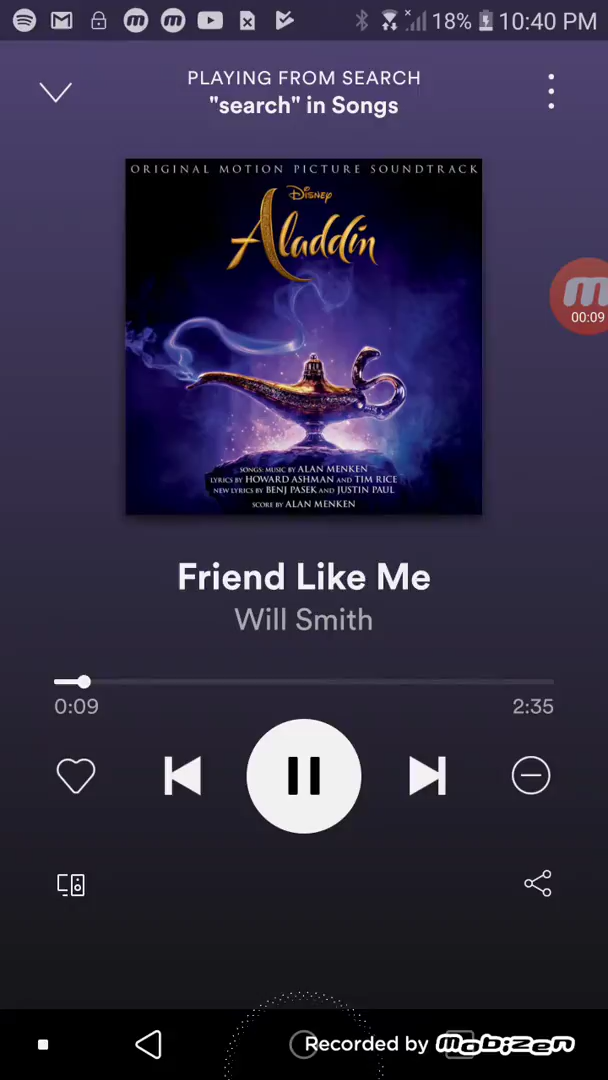 18% 10:40 PM
PLAYING FROM SEARCH
"search" in Songs
ORIGINAL MOTION PICTURE SOUNDTRACK
DISNEY
Aladdin
m
00:09
SONGS: MUSIC BY ALAN MENKEN
LYRICS BY HOWARD ASHMAN AND TIM RICE
NEW LYRICS BY BENJ PASEK AND JUSTIN PAUL
SCORE BY ALAN MENKEN
Friend Like Me
Will Smith
0:09 2:35
Recorded by Mobizen